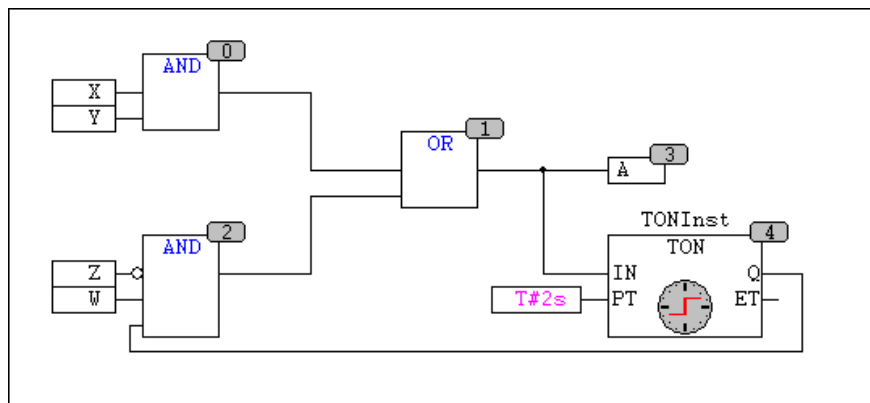 0
AND
X
Y
1
OR
3
A
2
AND
Z
W
TONInst
4
TON
IN
Q
T#2s
PT
ET